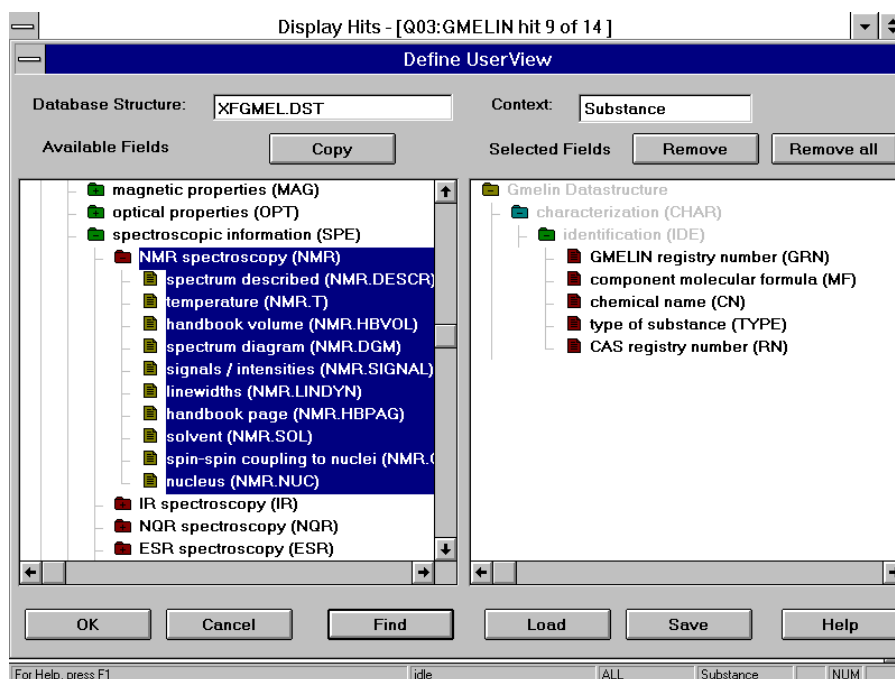 Display Hits - [Q03:GMELIN hit 9 of 14 ]
Define UserView
Database Structure: XFGMEL.DST Context: Substance
Available Fields Copy Selected Fields Remove Remove all
magnetic properties (MAG)
optical properties (OPT)
spectroscopic information (SPE)
NMR spectroscopy (NMR)
spectrum described (NMR.DESCR)
temperature (NMR.T)
handbook volume (NMR.HBVOL)
spectrum diagram (NMR.DGM)
signals / intensities (NMR.SIGNAL)
linewidths (NMR.LINDYN)
handbook page (NMR.HBPAG)
solvent (NMR.SOL)
spin-spin coupling to nuclei (NMR.
nucleus (NMR.NUC)
IR spectroscopy (IR)
NQR spectroscopy (NQR)
ESR spectroscopy (ESR)
Gmelin Datastructure
characterization (CHAR)
identification (IDE)
GMELIN registry number (GRN)
component molecular formula (MF)
chemical name (CN)
type of substance (TYPE)
CAS registry number (RN)
OK Cancel Find Load Save Help
For Help, press F1 idle ALL Substance NUM